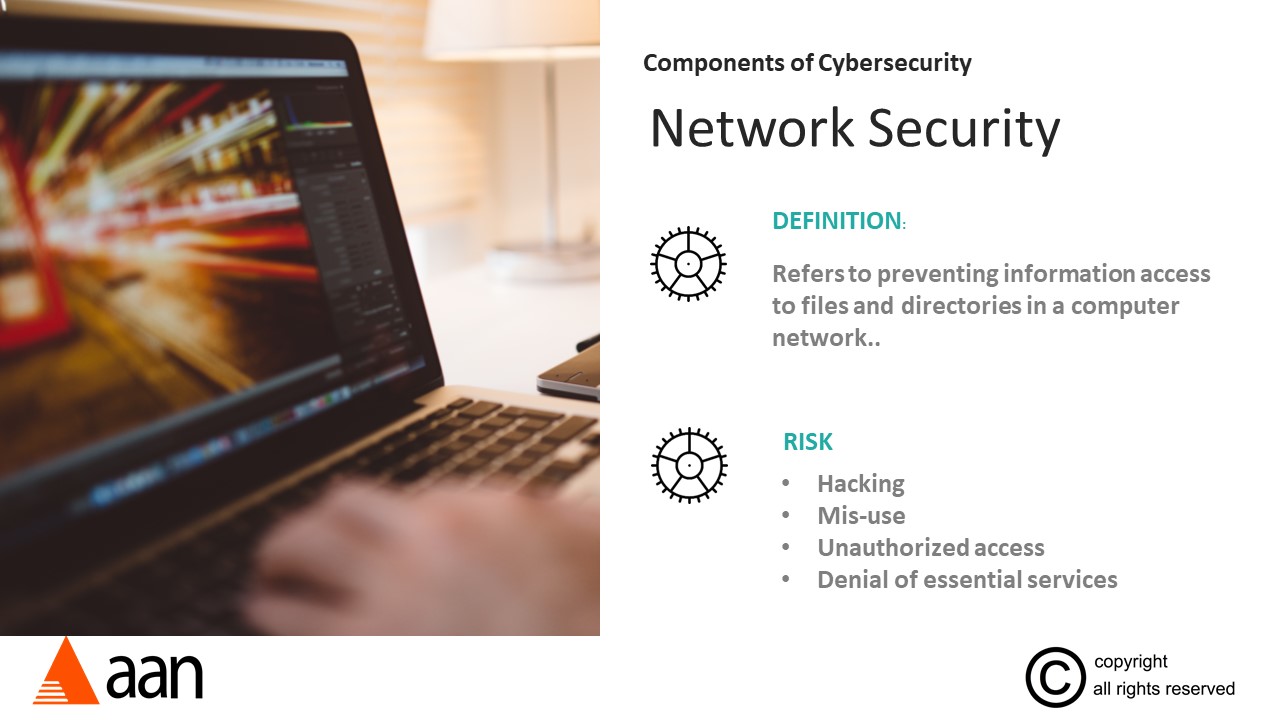 Components of Cybersecurity
Network Security
DEFINITION:
Refers to preventing information access
to files and directories in a computer
network..
RISK
• Hacking
• Mis-use
• Unauthorized access
• Denial of essential services
aan
© copyright
all rights reserved